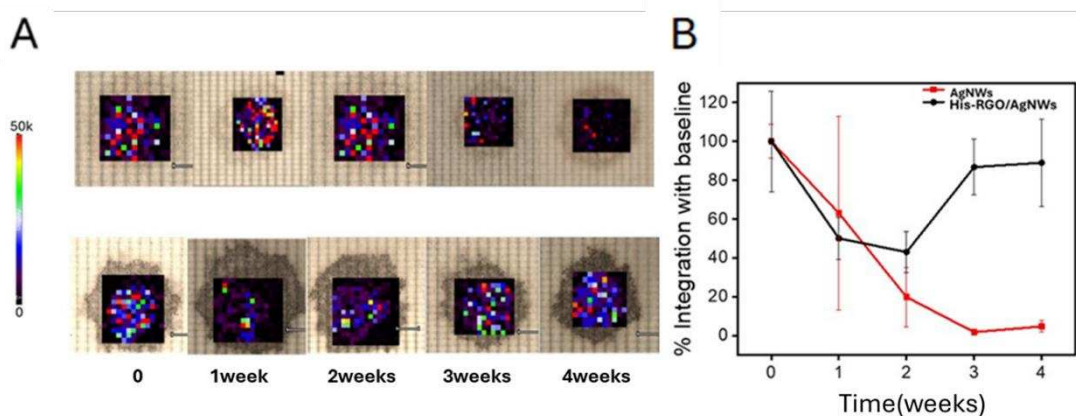 A
50k
0
0
1week
2weeks
3weeks
4weeks
B
AgNWs
His-RGO/AgNWs
% Integration with baseline
120
100
80
60
40
20
0
0
1
2
3
4
Time(weeks)